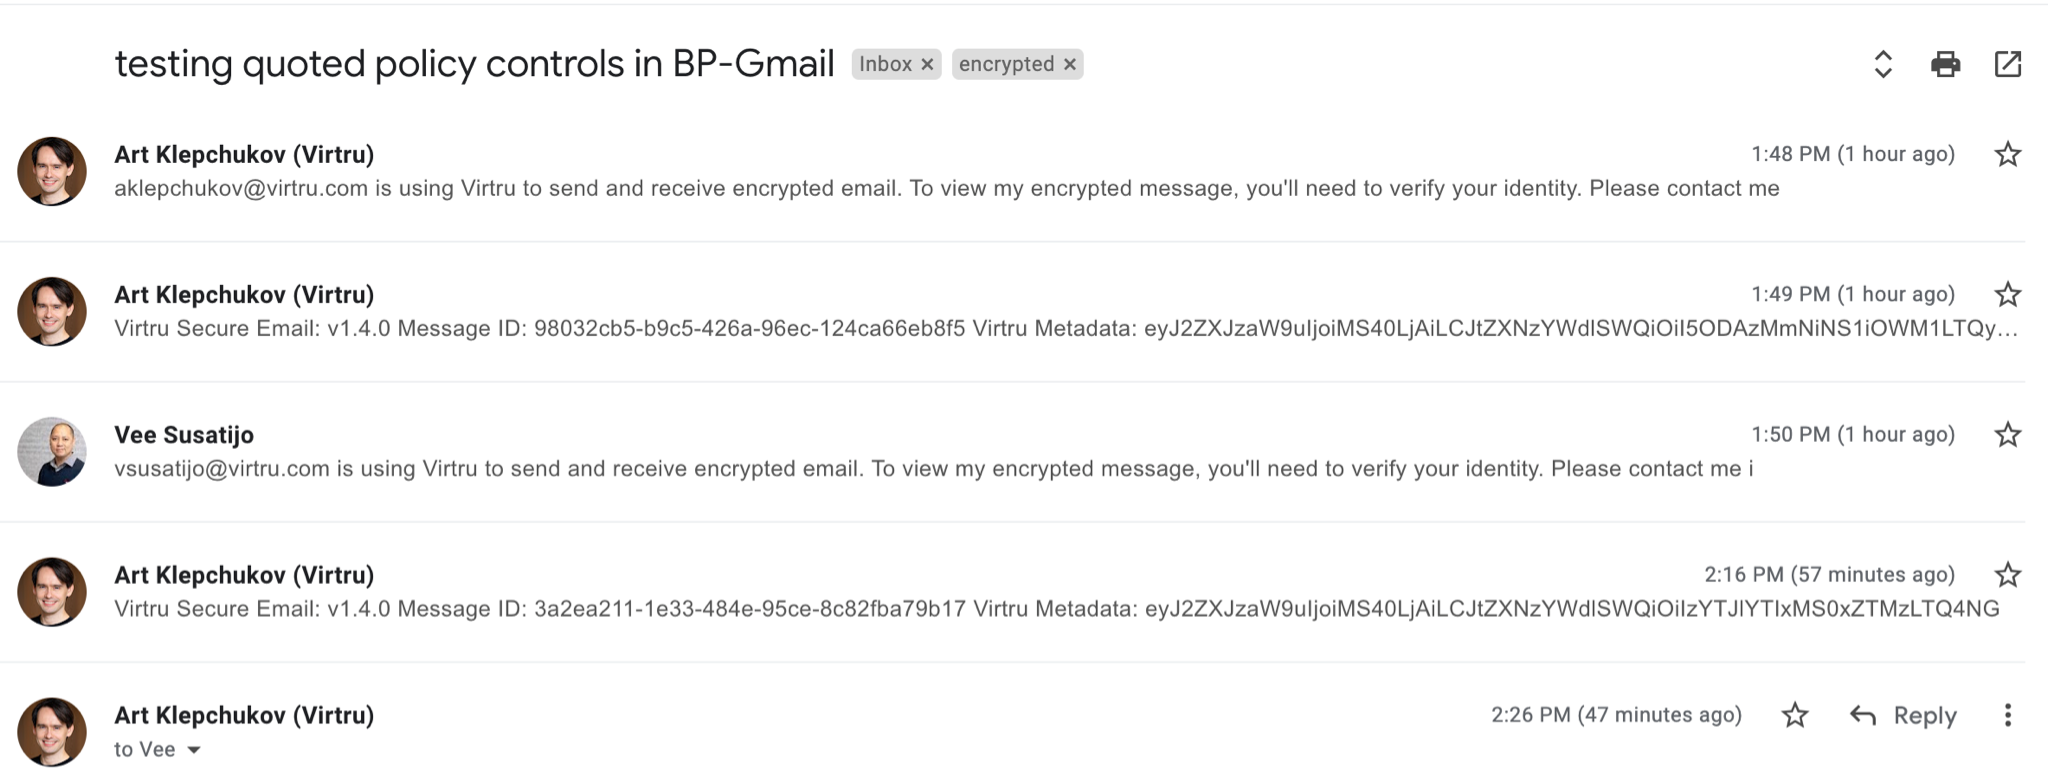 testing quoted policy controls in BP-Gmail Inbox × encrypted ×
Art Klepchukov (Virtru) 1:48 PM (1 hour ago)
aklepchukov@virtru.com is using Virtru to send and receive encrypted email. To view my encrypted message, you'll need to verify your identity. Please contact me
Art Klepchukov (Virtru) 1:49 PM (1 hour ago)
Virtru Secure Email: v1.4.0 Message ID: 98032cb5-b9c5-426a-96ec-124ca66eb8f5 Virtru Metadata: eyJ2ZXJzaW9uIjoiMS40LjAiLCJtZXNzYWdlSWQiOiI5ODAzMmNiNS1iOWM1LTQy…
Vee Susatijo 1:50 PM (1 hour ago)
vsusatijo@virtru.com is using Virtru to send and receive encrypted email. To view my encrypted message, you'll need to verify your identity. Please contact me i
Art Klepchukov (Virtru) 2:16 PM (57 minutes ago)
Virtru Secure Email: v1.4.0 Message ID: 3a2ea211-1e33-484e-95ce-8c82fba79b17 Virtru Metadata: eyJ2ZXJzaW9uIjoiMS40LjAiLCJtZXNzYWdlSWQiOiIzYTJlYTIxMS0xZTMzLTQ4NG
Art Klepchukov (Virtru) 2:26 PM (47 minutes ago) Reply
to Vee